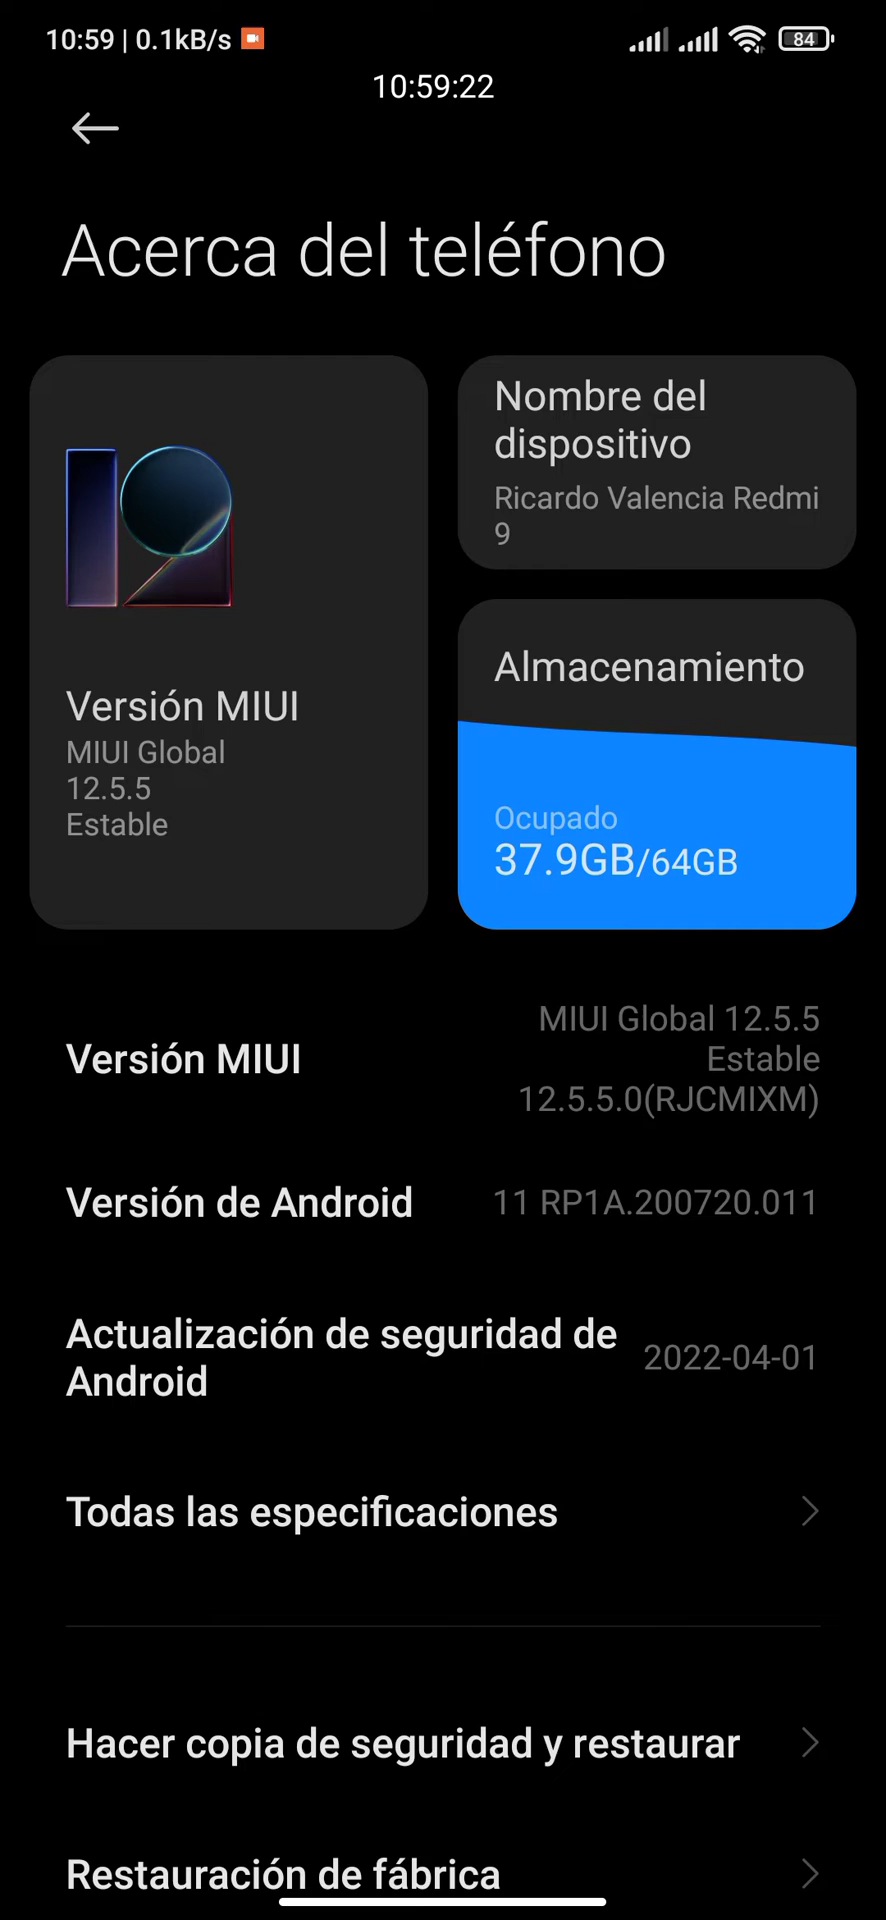 10:59 | 0.1kB/s
84
10:59:22
Acerca del teléfono
12
Versión MIUI
MIUI Global
12.5.5
Estable
Nombre del
dispositivo
Ricardo Valencia Redmi
9
Almacenamiento
Ocupado
37.9GB/64GB
Versión MIUI
MIUI Global 12.5.5
Estable
12.5.5.0(RJCMIXM)
Versión de Android
11 RP1A.200720.011
Actualización de seguridad de
Android
2022-04-01
Todas las especificaciones
Hacer copia de seguridad y restaurar
Restauración de fábrica